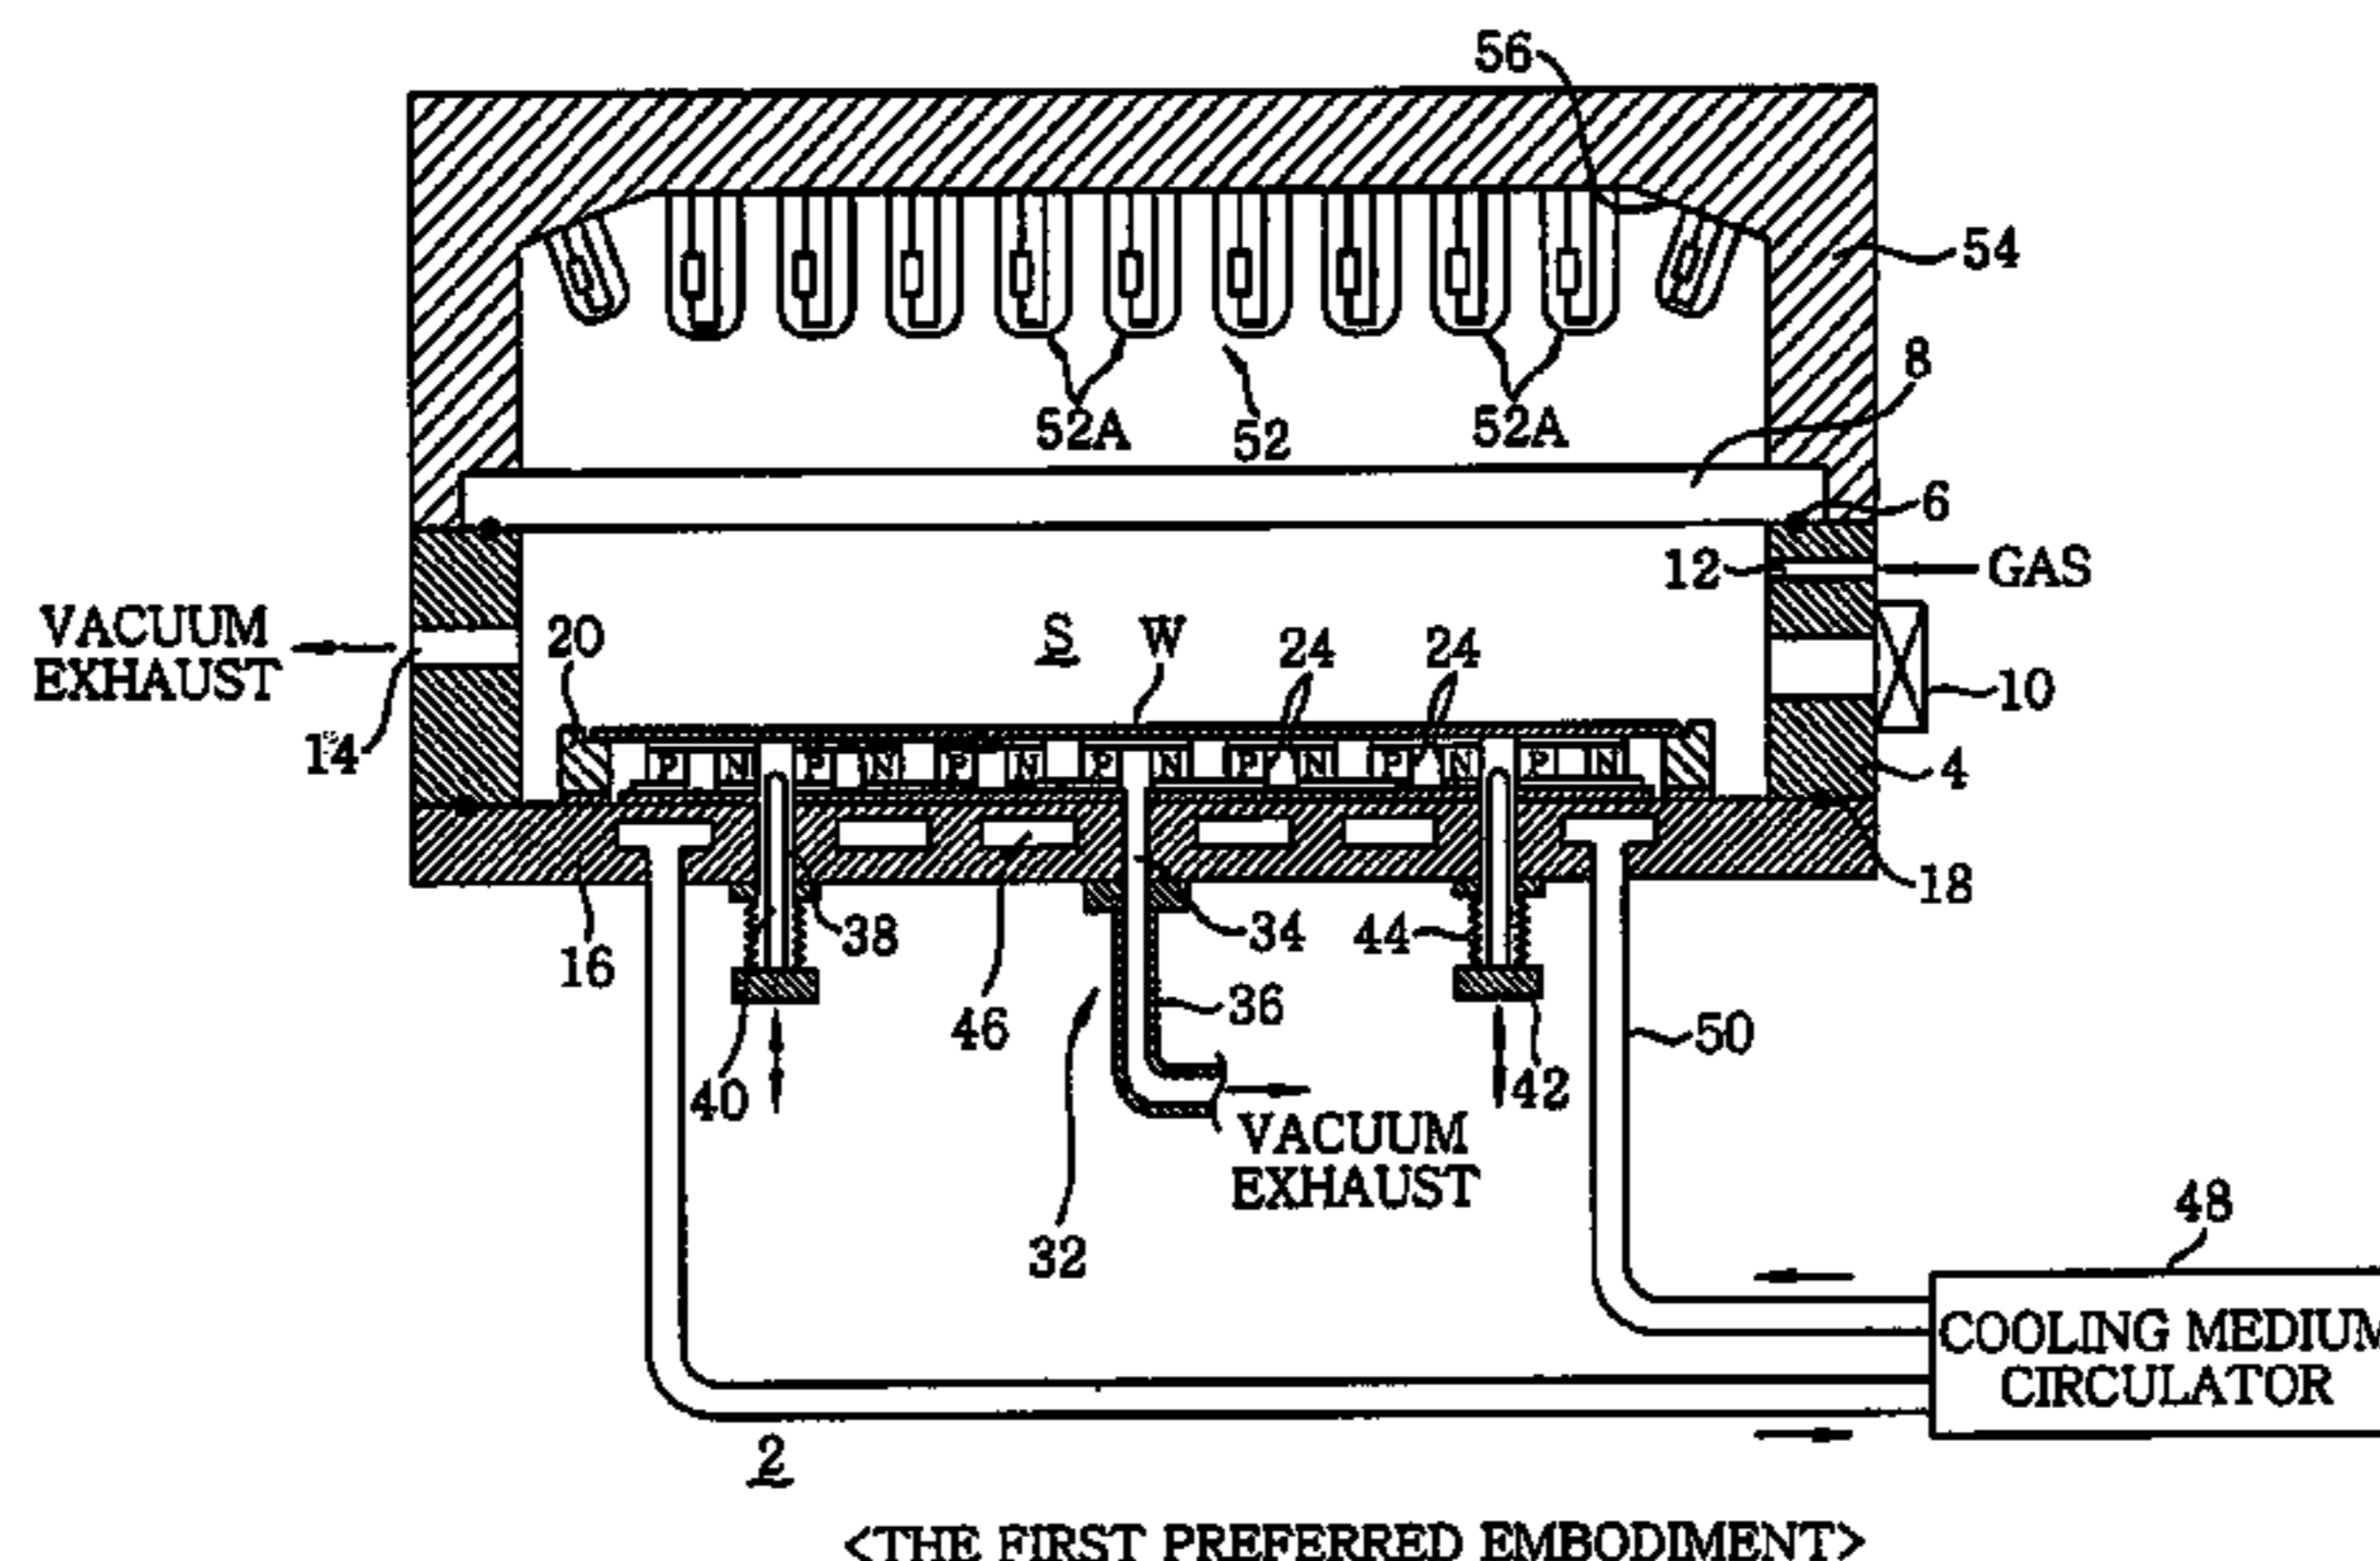 56
54
8
52A
52
52A
6
12
GAS
VACUUM
EXHAUST
20
S
W
24
24
10
14
P N P N P N P N P N P N P N
4
18
16
38
34
44
46
36
50
40
42
VACUUM
EXHAUST
32
48
COOLING MEDIUM
CIRCULATOR
2
<THE FIRST PREFERRED EMBODIMENT>